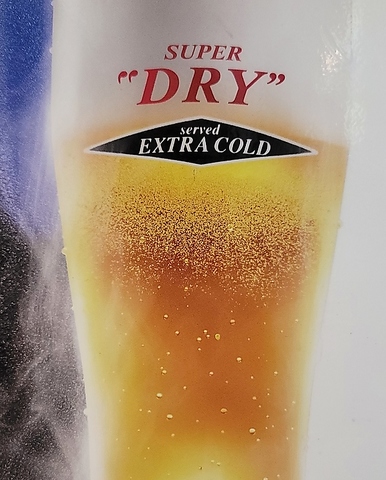 SUPER
"DRY"
served
EXTRA COLD